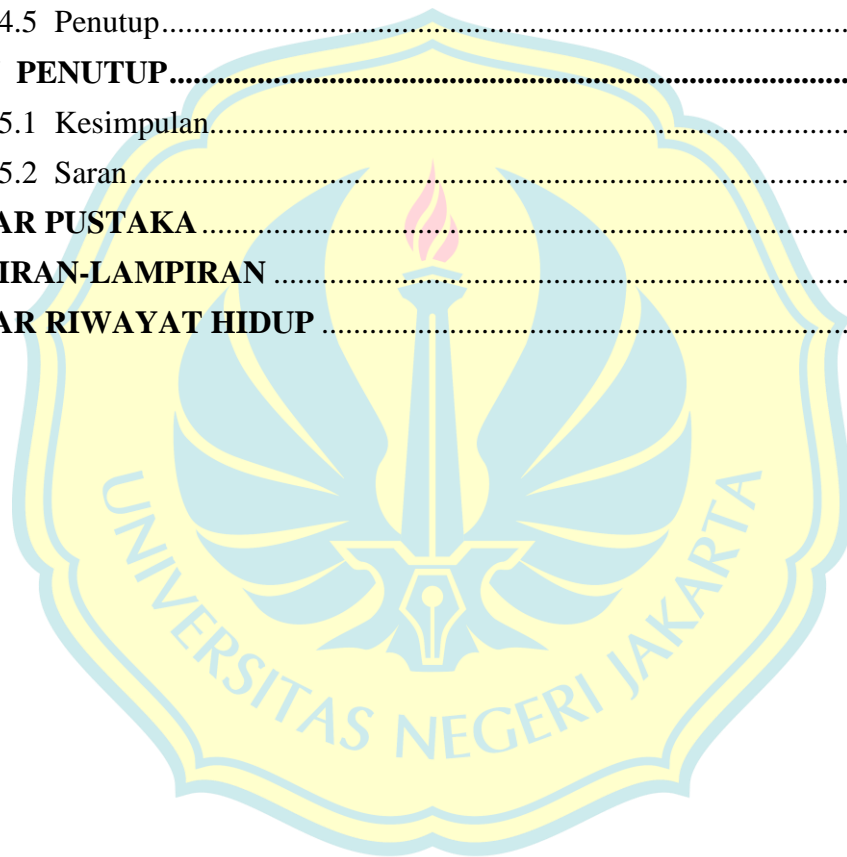 4.5 Penutup
PENUTUP
5.1 Kesimpulan
5.2 Saran
AR PUSTAKA
IRAN-LAMPIRAN
AR RIWAYAT HIDUP
UNIVERSITAS NEGERI JAKARTA